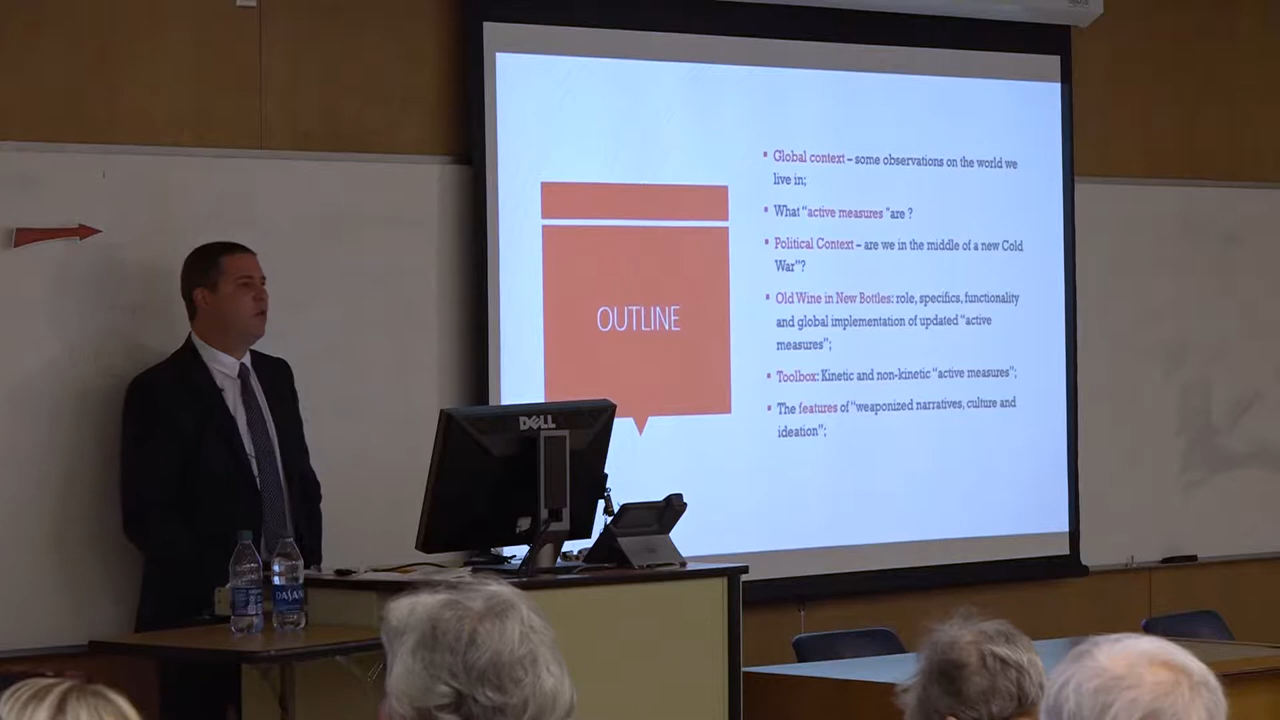 Global context – some observations on the world we
live in;
What “active measures "are ?
Political Context – are we in the middle of a new Cold
War"?
Old Wine in New Bottles: role, specifics, functionality
and global implementation of updated “active
measures”;
OUTLINE
Toolbox: Kinetic and non-kinetic “active measures”;
The features of “weaponized narratives, culture and
ideation”;
DELL
DASANI